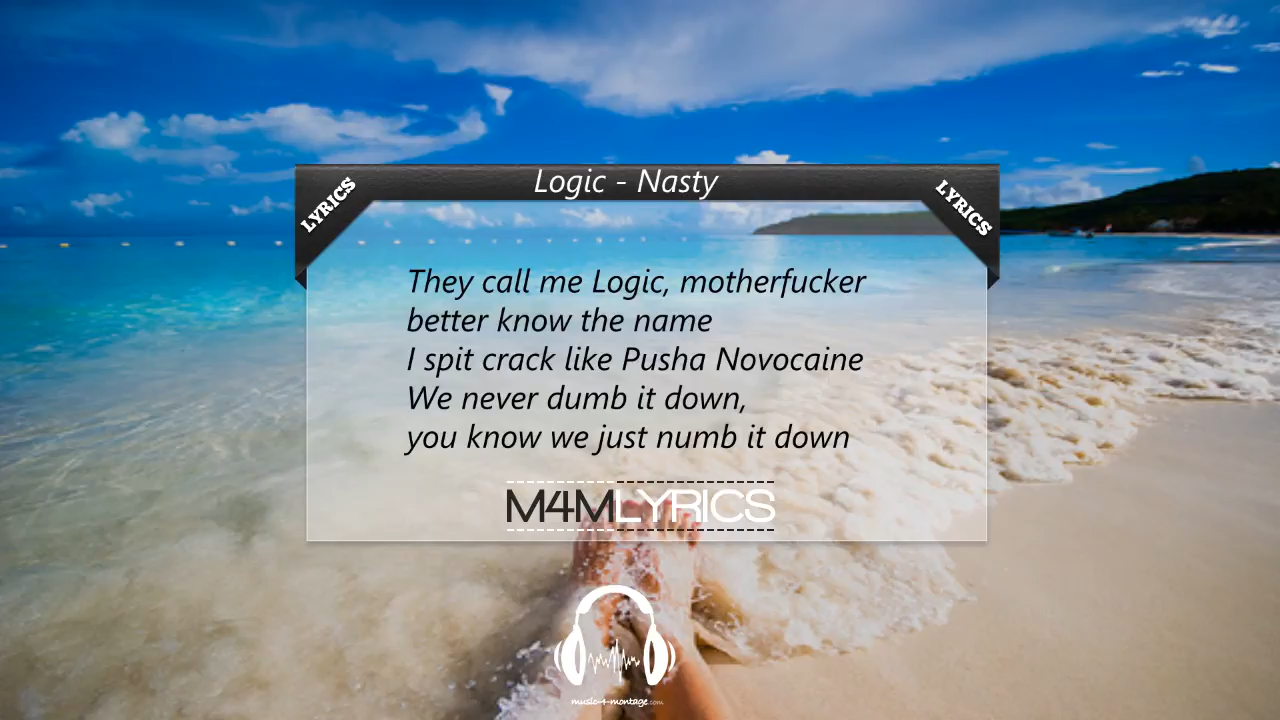 Logic - Nasty
LYRICS
LYRICS
They call me Logic, motherfucker
better know the name
I spit crack like Pusha Novocaine
We never dumb it down,
you know we just numb it down
M4MLYRICS
music-4-montage.com